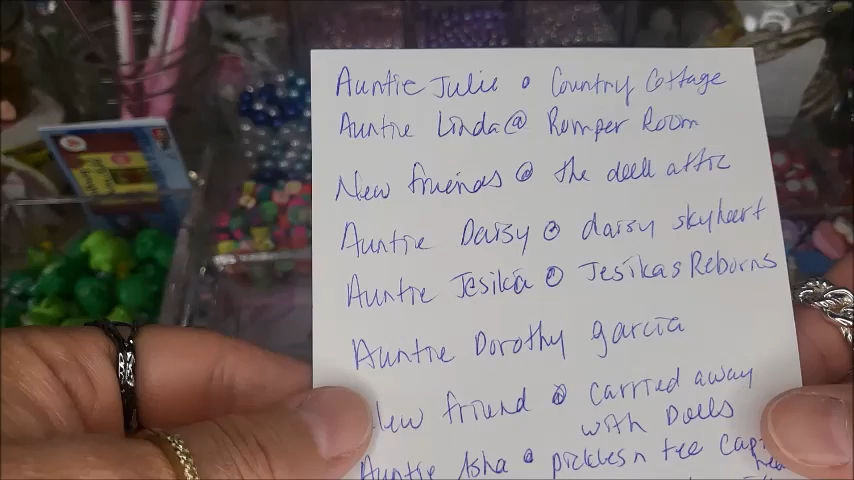 Auntie Julie @ Country Cottage
Auntie Linda @ Romper Room
New friends @ the doll attic
Auntie Daisy @ daisy skyheart
Auntie Jesika @ Jesikas Reborns
Auntie Dorothy garcia
New friend @ carried away
with Dolls
Auntie Asha @ pickles n tee